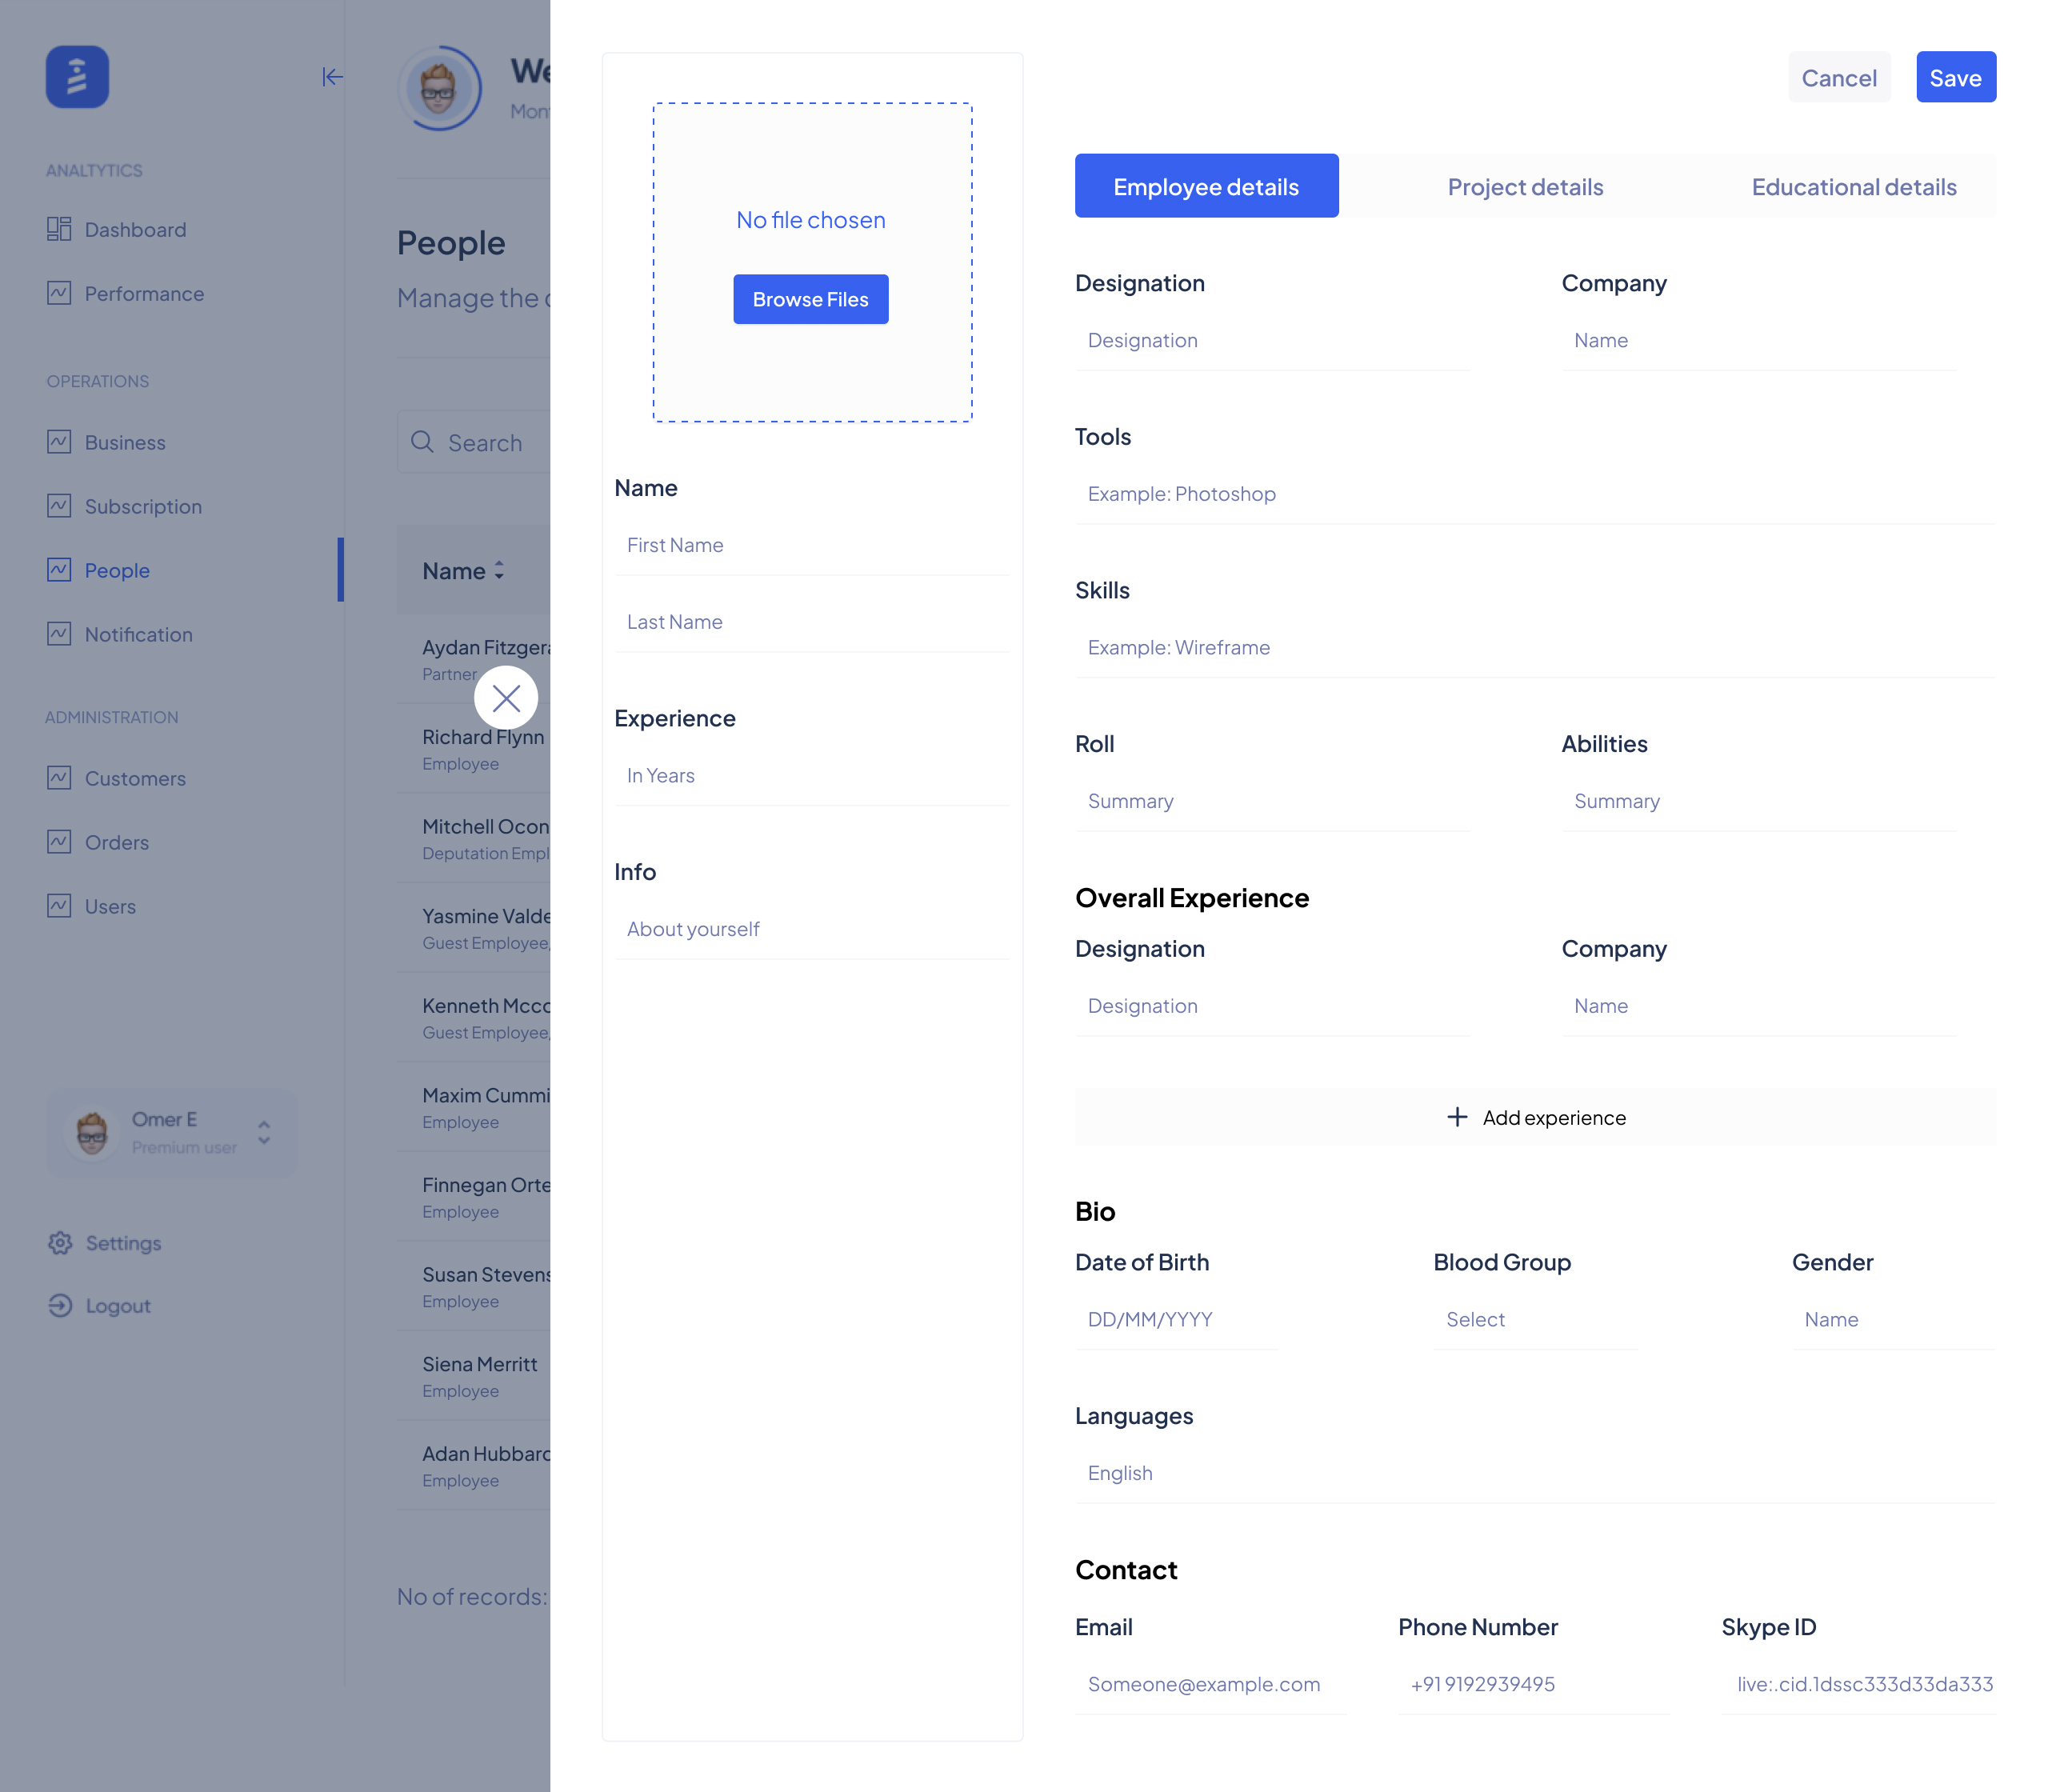 ANALTYTICS
Dashboard
Performance
OPERATIONS
Business
Subscription
People
Notification
ADMINISTRATION
Customers
Orders
Users
Omer E
Premium user
Settings
Logout
We
Mon
People
Manage the
Search
Name
Aydan Fitzgera
Partner
Richard Flynn
Employee
Mitchell Ocon
Deputation Empl
Yasmine Valde
Guest Employee,
Kenneth Mccc
Guest Employee,
Maxim Cummi
Employee
Finnegan Orte
Employee
Susan Stevens
Employee
Siena Merritt
Employee
Adan Hubbard
Employee
No of records:
No file chosen
Browse Files
Name
First Name
Last Name
Experience
In Years
Info
About yourself
Cancel Save
Employee details Project details Educational details
Designation Company
Designation Name
Tools
Example: Photoshop
Skills
Example: Wireframe
Roll Abilities
Summary Summary
Overall Experience
Designation Company
Designation Name
Add experience
Bio
Date of Birth Blood Group Gender
DD/MM/YYYY Select Name
Languages
English
Contact
Email Phone Number Skype ID
Someone@example.com +91 9192939495 live:.cid.1dssc333d33da333